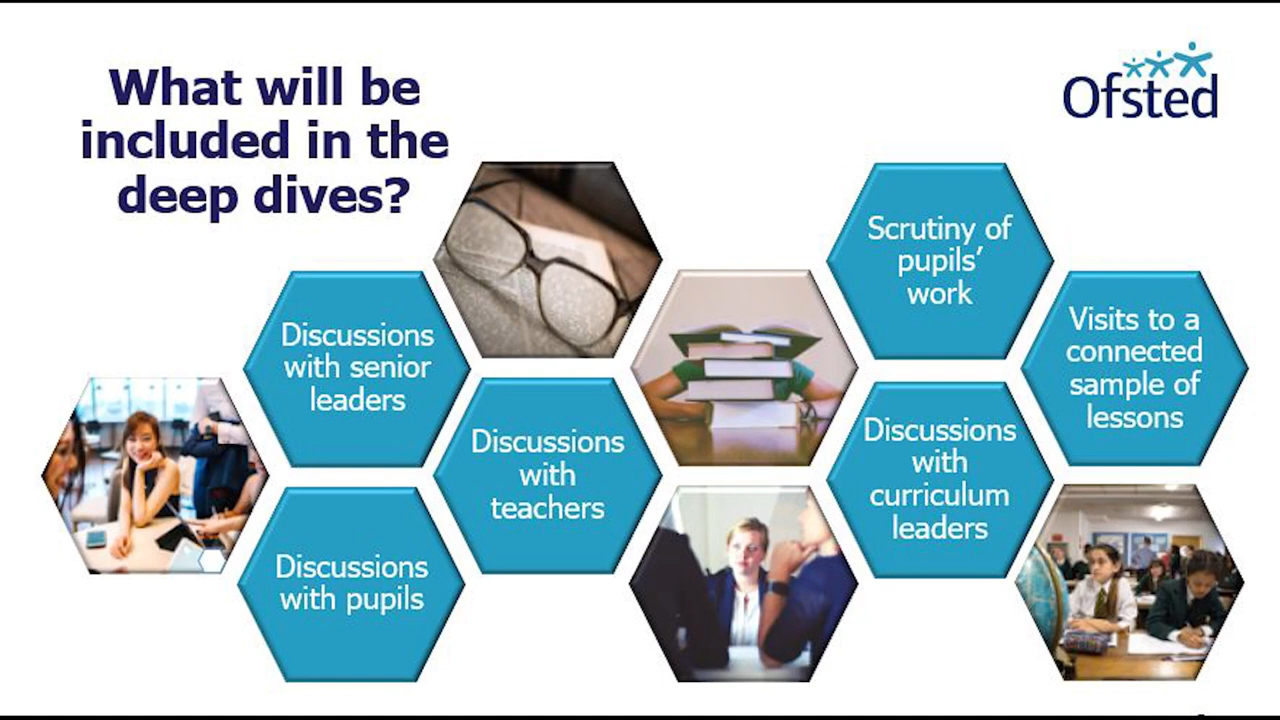 What will be
included in the
deep dives?
Ofsted
Discussions
with senior
leaders
Discussions
with pupils
Discussions
with
teachers
Scrutiny of
pupils’
work
Discussions
with
curriculum
leaders
Visits to a
connected
sample of
lessons